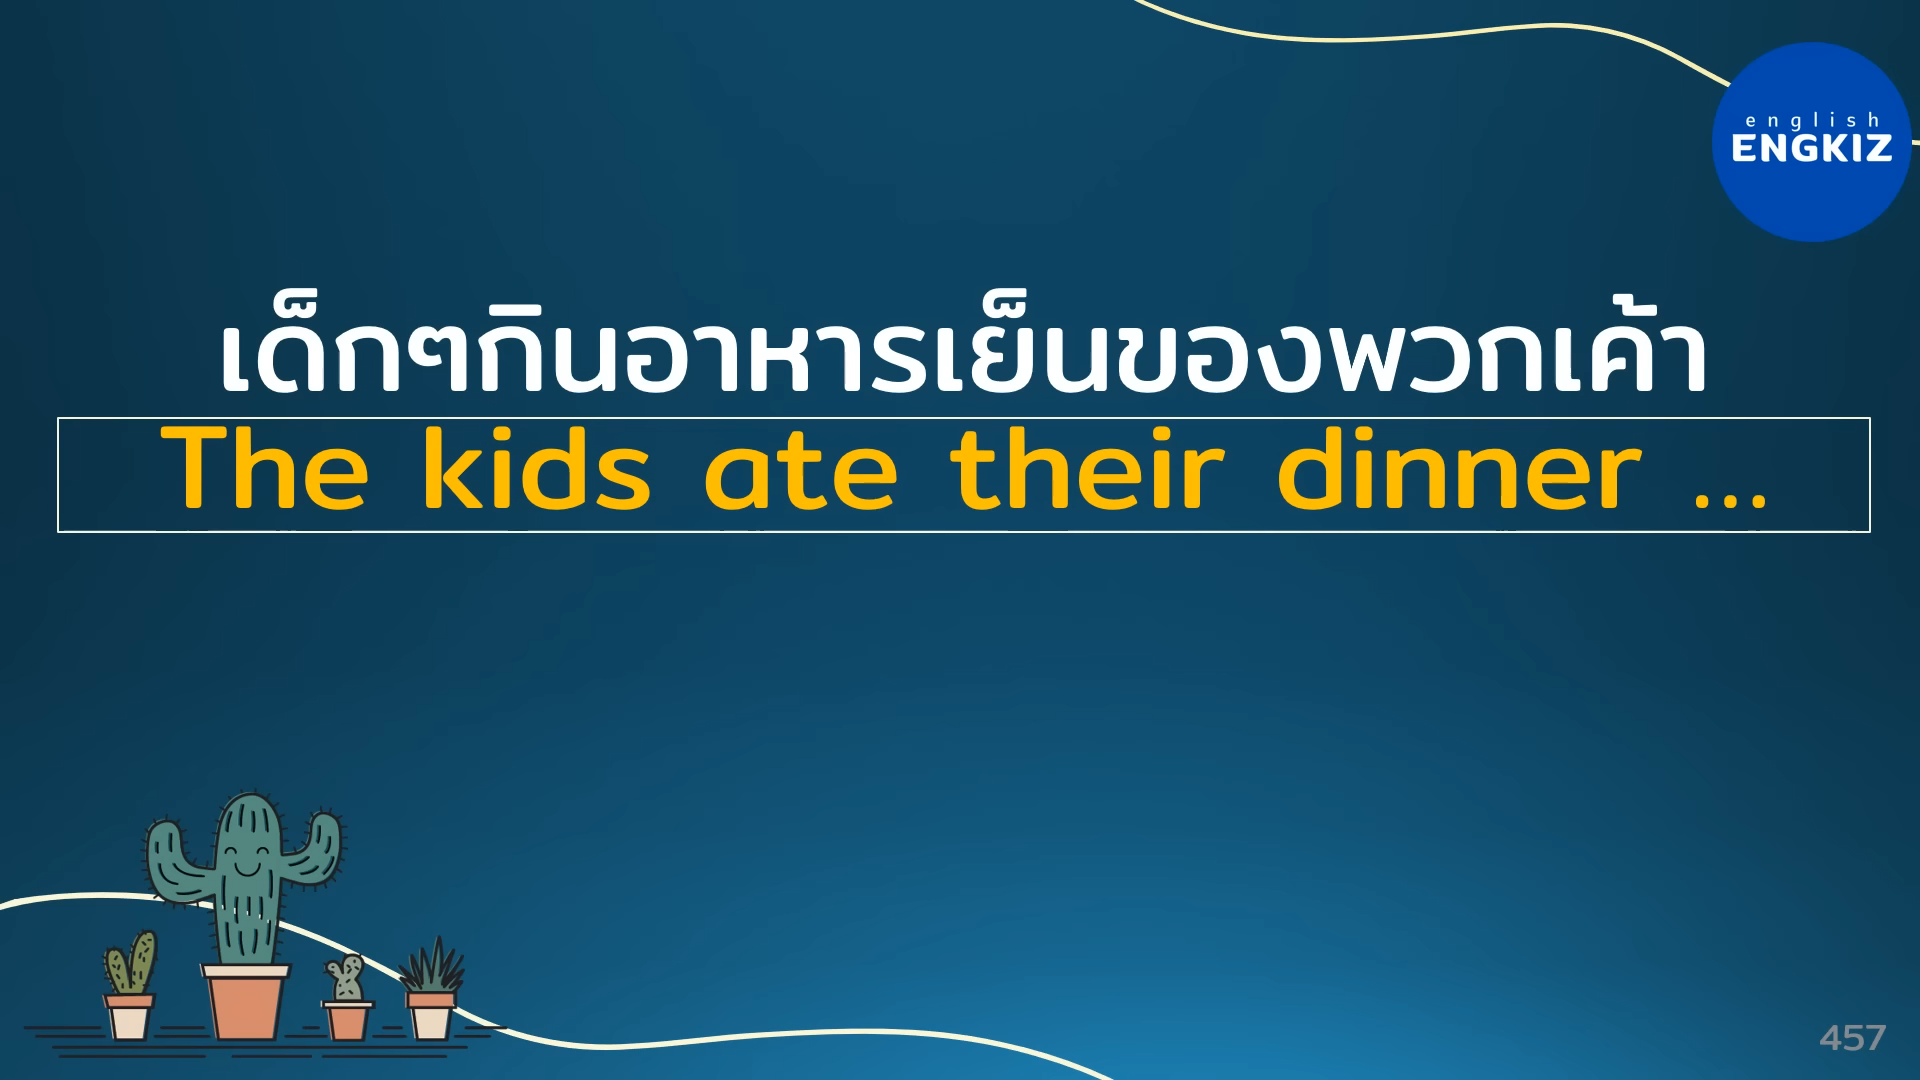 english
ENGKIZ
เด็กๆกินอาหารเย็นของพวกเค้า
The kids ate their dinner ...
457